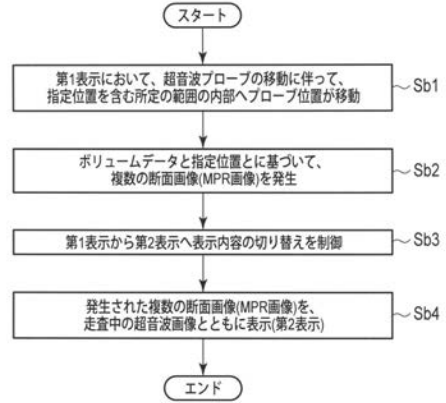 スタート
第1表示において、超音波プローブの移動に伴って、
指定位置を含む所定の範囲の内部へプローブ位置が移動
Sb1
ボリュームデータと指定位置とに基づいて、
複数の断面画像(MPR画像)を発生
Sb2
第1表示から第2表示へ表示内容の切り替えを制御
Sb3
発生された複数の断面画像(MPR画像)を、
走査中の超音波画像とともに表示(第2表示)
Sb4
エンド